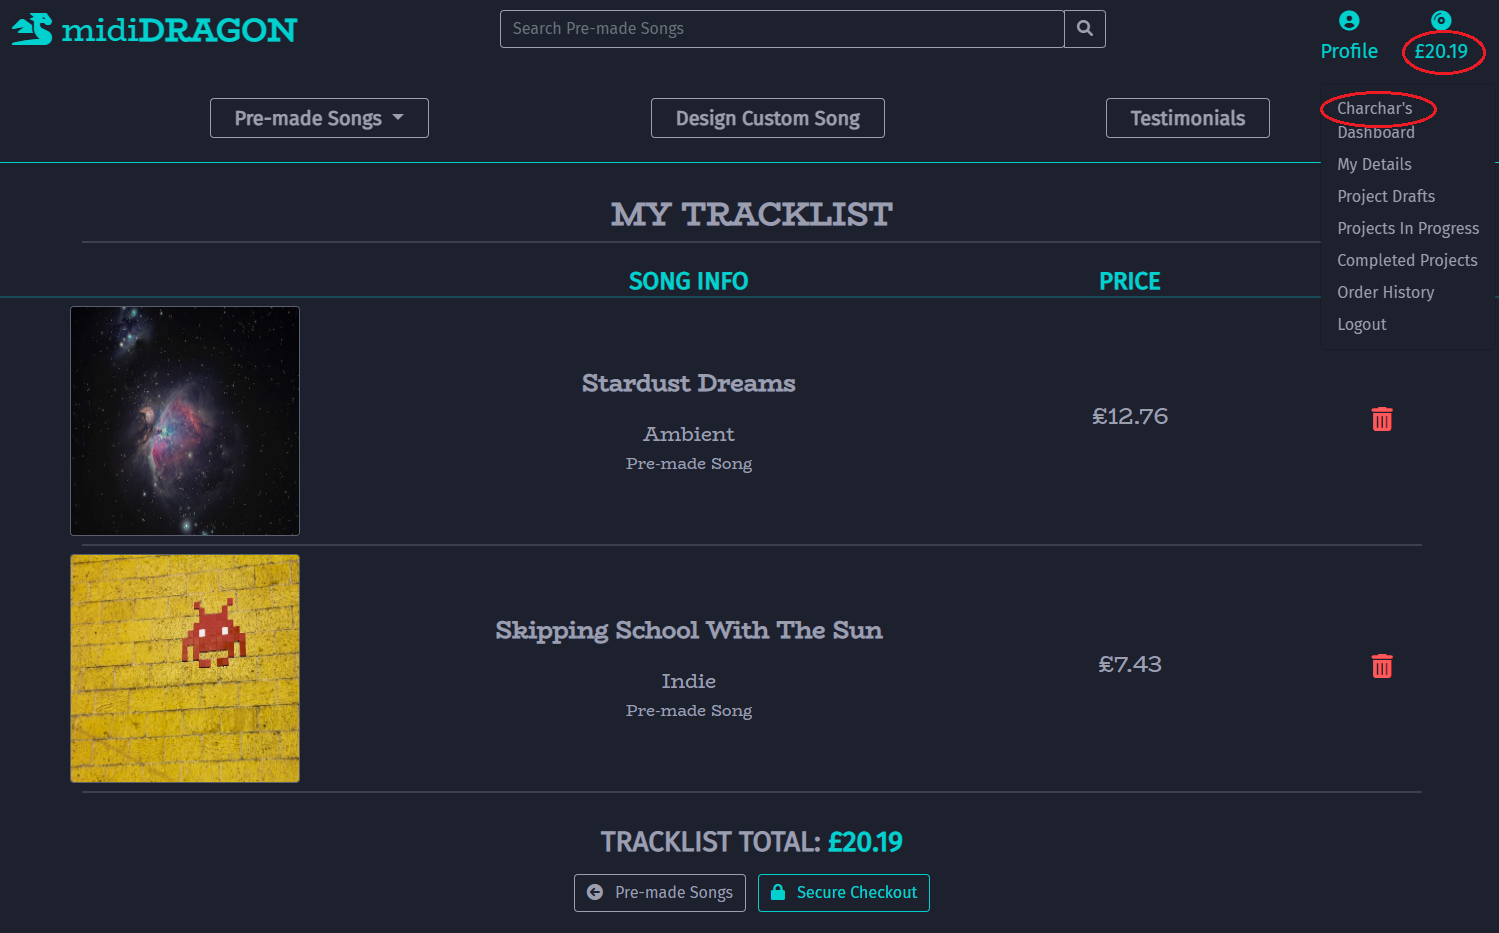 midiDRAGON
Search Pre-made Songs
Profile
£20.19
Pre-made Songs
Design Custom Song
Testimonials
Charchar's
Dashboard
My Details
Project Drafts
Projects In Progress
Completed Projects
Order History
Logout
MY TRACKLIST
SONG INFO
PRICE
Stardust Dreams
Ambient
Pre-made Song
£12.76
Skipping School With The Sun
Indie
Pre-made Song
£7.43
TRACKLIST TOTAL: £20.19
Pre-made Songs
Secure Checkout